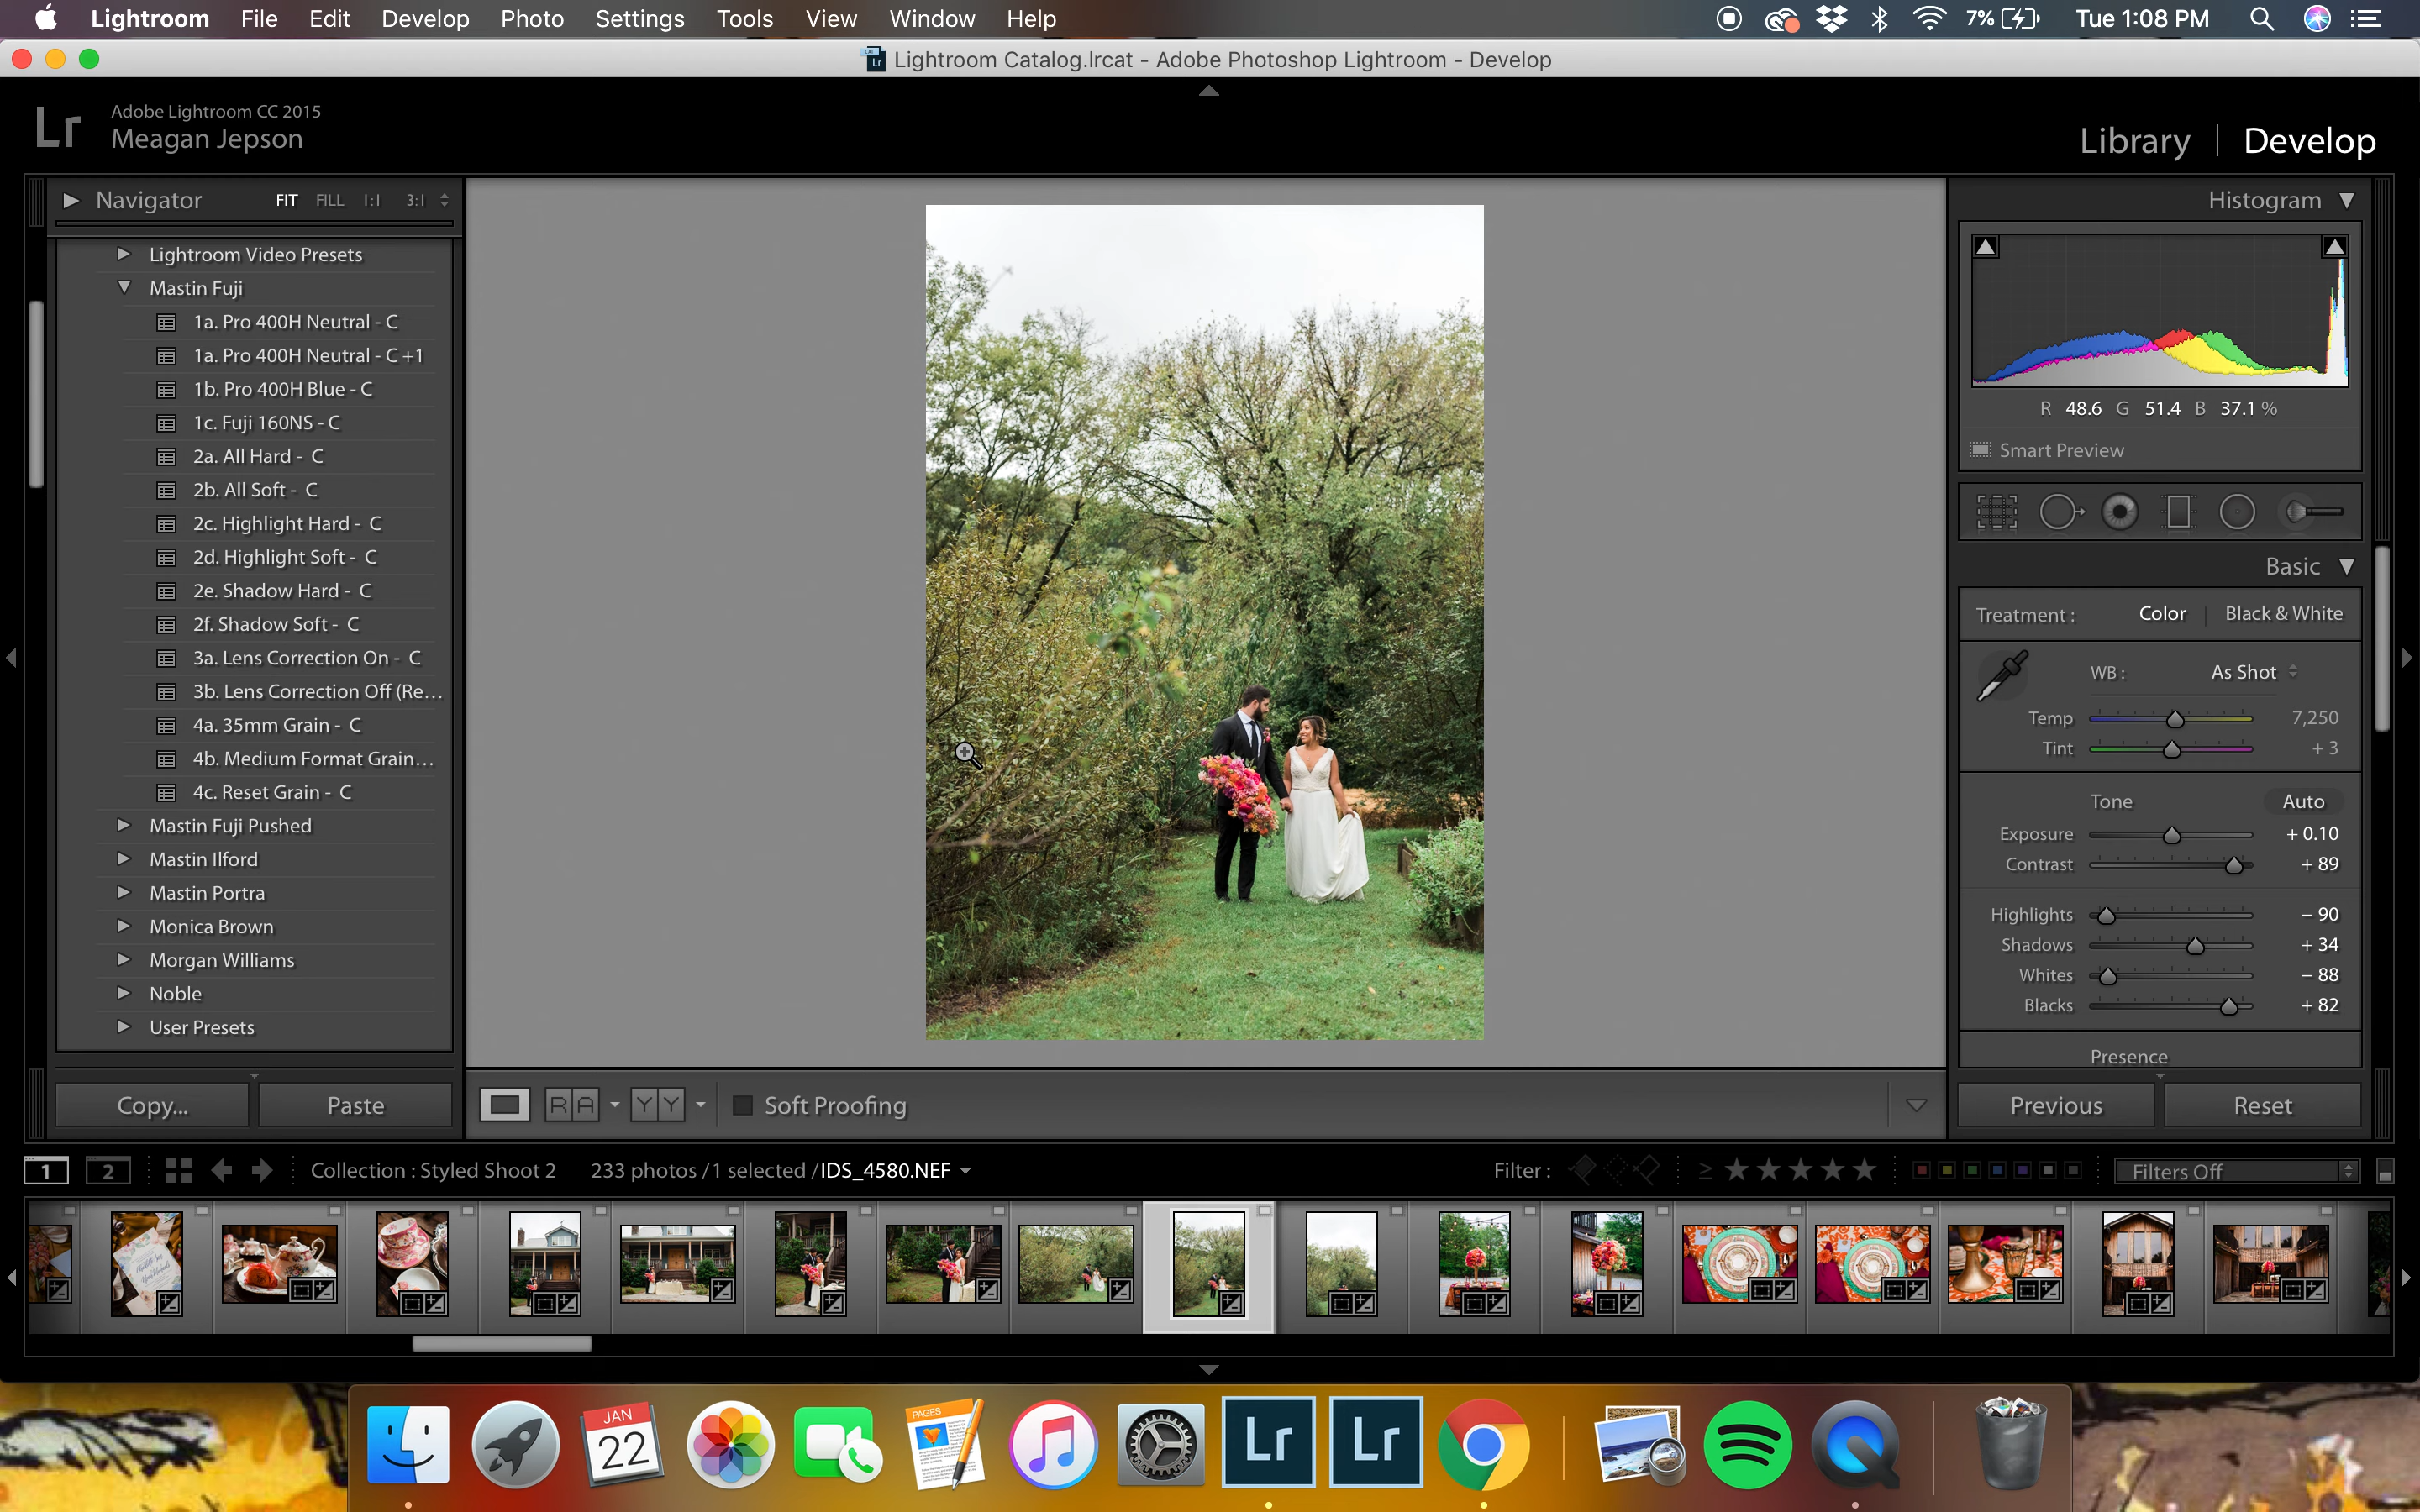 Lightroom File Edit Develop Photo Settings Tools View Window Help 7% Tue 1:08 PM
Lightroom Catalog.lrcat - Adobe Photoshop Lightroom - Develop
Lr Adobe Lightroom CC 2015
Meagan Jepson
Library | Develop
Navigator FIT FILL 1:1 3:1
Lightroom Video Presets
Mastin Fuji
1a. Pro 400H Neutral - C
1a. Pro 400H Neutral - C +1
1b. Pro 400H Blue - C
1c. Fuji 160NS - C
2a. All Hard - C
2b. All Soft - C
2c. Highlight Hard - C
2d. Highlight Soft - C
2e. Shadow Hard - C
2f. Shadow Soft - C
3a. Lens Correction On - C
3b. Lens Correction Off (Re...
4a. 35mm Grain - C
4b. Medium Format Grain...
4c. Reset Grain - C
Mastin Fuji Pushed
Mastin Ilford
Mastin Portra
Monica Brown
Morgan Williams
Noble
User Presets
Copy... Paste
R A Y Y Soft Proofing
Histogram
R 48.6 G 51.4 B 37.1 %
Smart Preview
Basic
Treatment : Color | Black & White
WB : As Shot
Temp 7,250
Tint + 3
Tone Auto
Exposure + 0.10
Contrast + 89
Highlights − 90
Shadows + 34
Whites − 88
Blacks + 82
Presence
Previous Reset
1 2 Collection : Styled Shoot 2 233 photos / 1 selected / IDS_4580.NEF Filter : ≥ ★★★★★ Filters Off
JAN
22
PAGES
Lr Lr